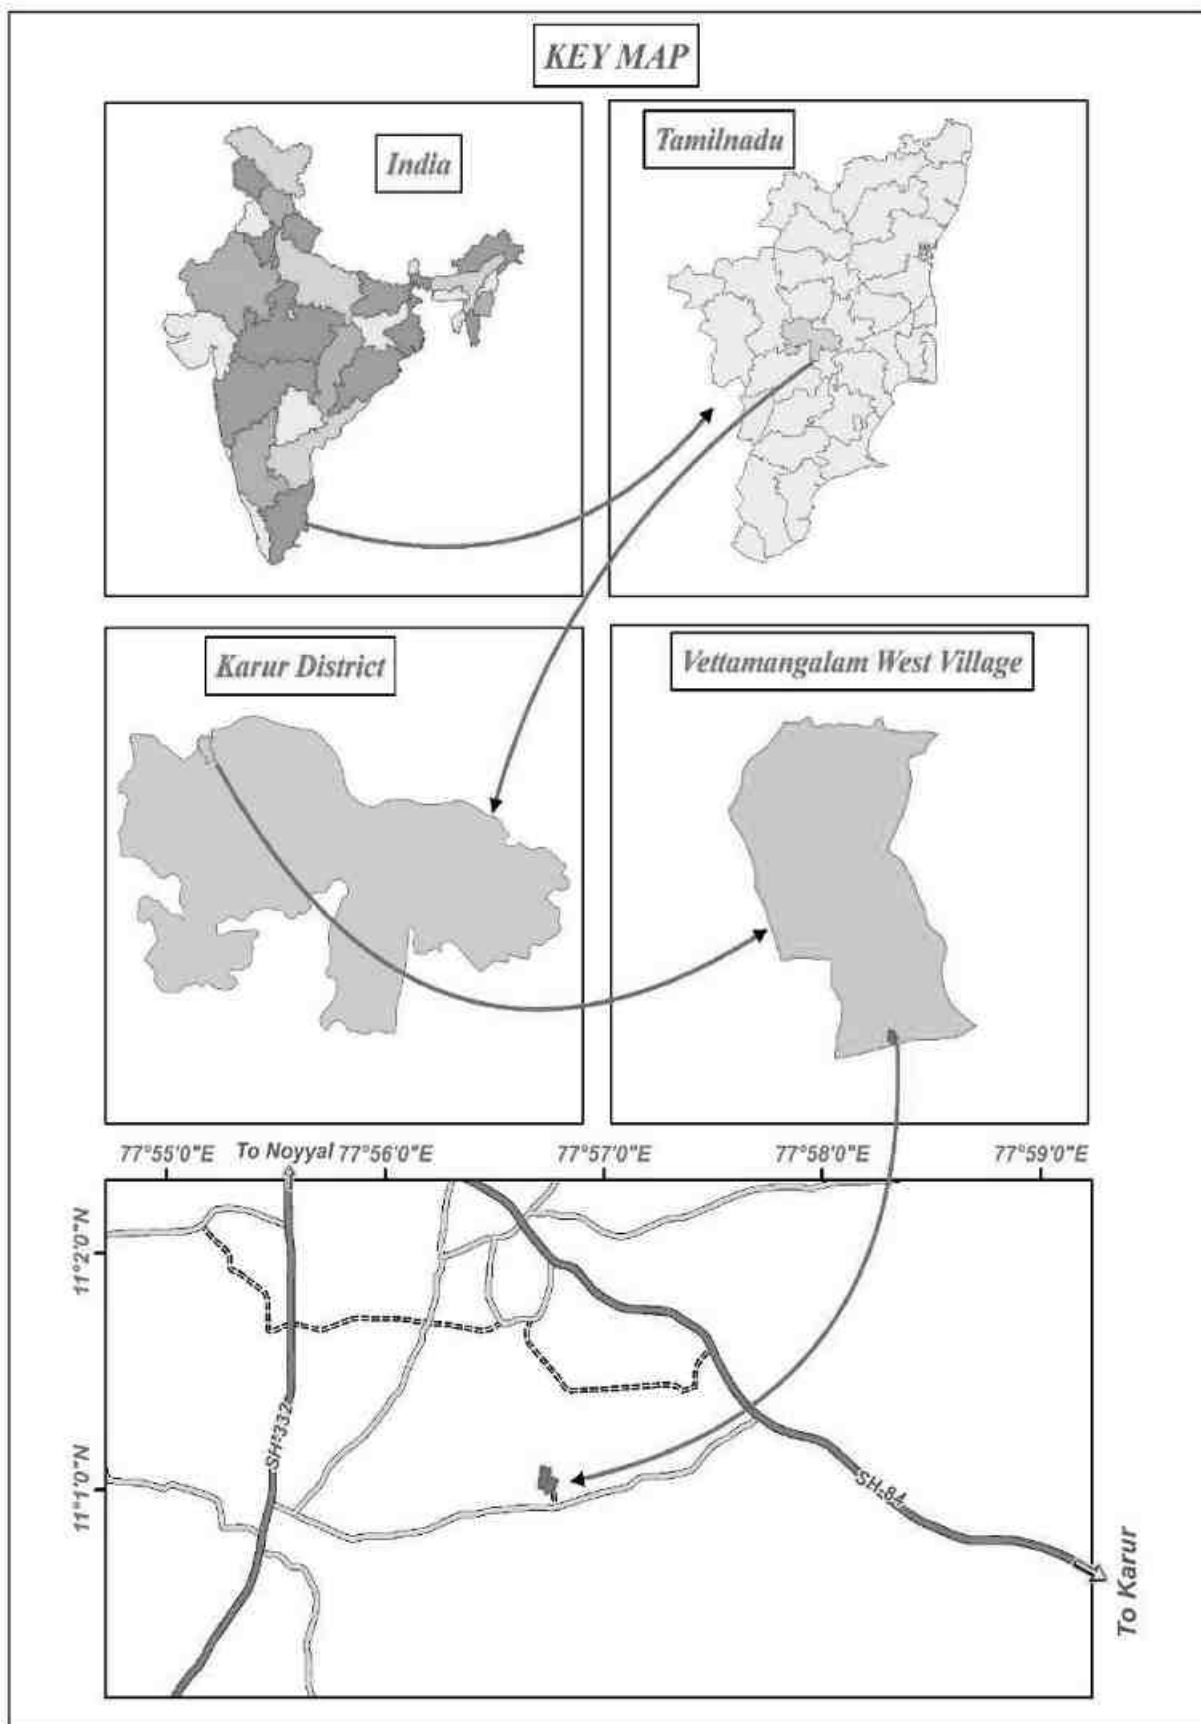 KEY MAP
India
Tamilnadu
Karur District
Vettamangalam West Village
77°55'0"E
To Noyyal
77°56'0"E
77°57'0"E
77°58'0"E
77°59'0"E
11°2'0"N
11°1'0"N
SH-332
SH-84
To Karur